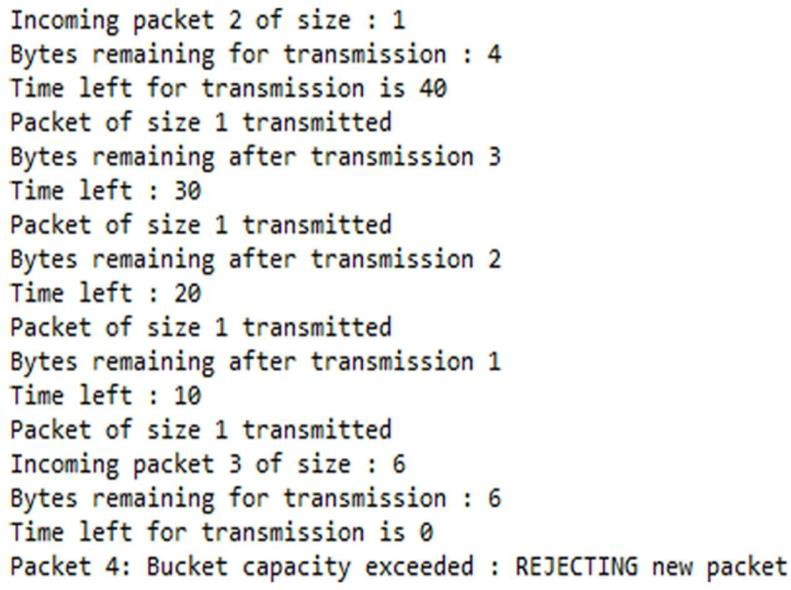 Incoming packet 2 of size : 1
Bytes remaining for transmission : 4
Time left for transmission is 40
Packet of size 1 transmitted
Bytes remaining after transmission 3
Time left : 30
Packet of size 1 transmitted
Bytes remaining after transmission 2
Time left : 20
Packet of size 1 transmitted
Bytes remaining after transmission 1
Time left : 10
Packet of size 1 transmitted
Incoming packet 3 of size : 6
Bytes remaining for transmission : 6
Time left for transmission is 0
Packet 4: Bucket capacity exceeded : REJECTING new packet